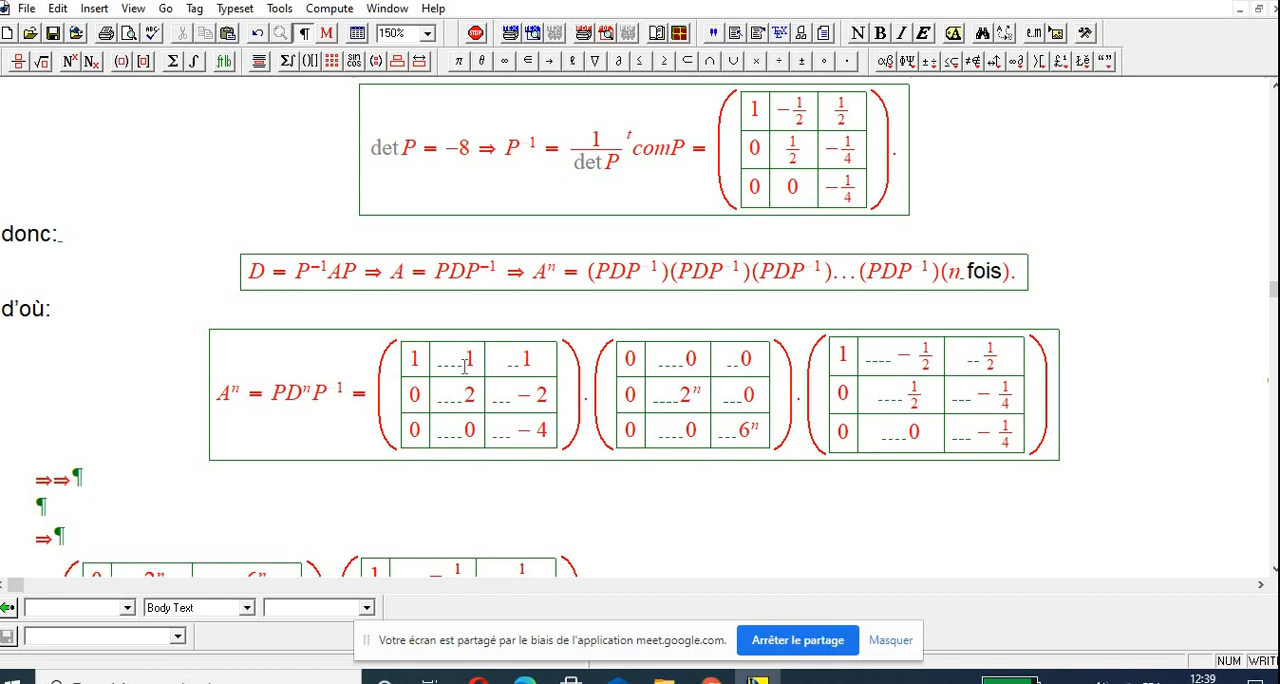 File Edit View Go Tag Typeset Tools Compute Window Help
150%
det P = −8 ⇒ P⁻¹ = 1/det P ᵗcomP = ( 1 −1/2 1/2
0 1/2 −1/4
0 0 −1/4 ).
donc:
D = P⁻¹AP ⇒ A = PDP⁻¹ ⇒ Aⁿ = (PDP⁻¹)(PDP⁻¹)(PDP⁻¹)...(PDP⁻¹)(n fois).
d'où:
Aⁿ = PDⁿP⁻¹ = ( 1 ....1 ..1
0 ....2 ... −2
0 ....0 ... −4 ) . ( 0 ....0 ..0
0 ....2ⁿ ...0
0 ....0 ...6ⁿ ) . ( 1 .... −1/2 ..1/2
0 ....1/2 ... −1/4
0 ....0 ... −1/4 )
⇒⇒¶
¶
⇒¶
Body Text
Votre écran est partagé par le biais de l'application meet.google.com. Arrêter le partage Masquer
NUM WRITI
12:39